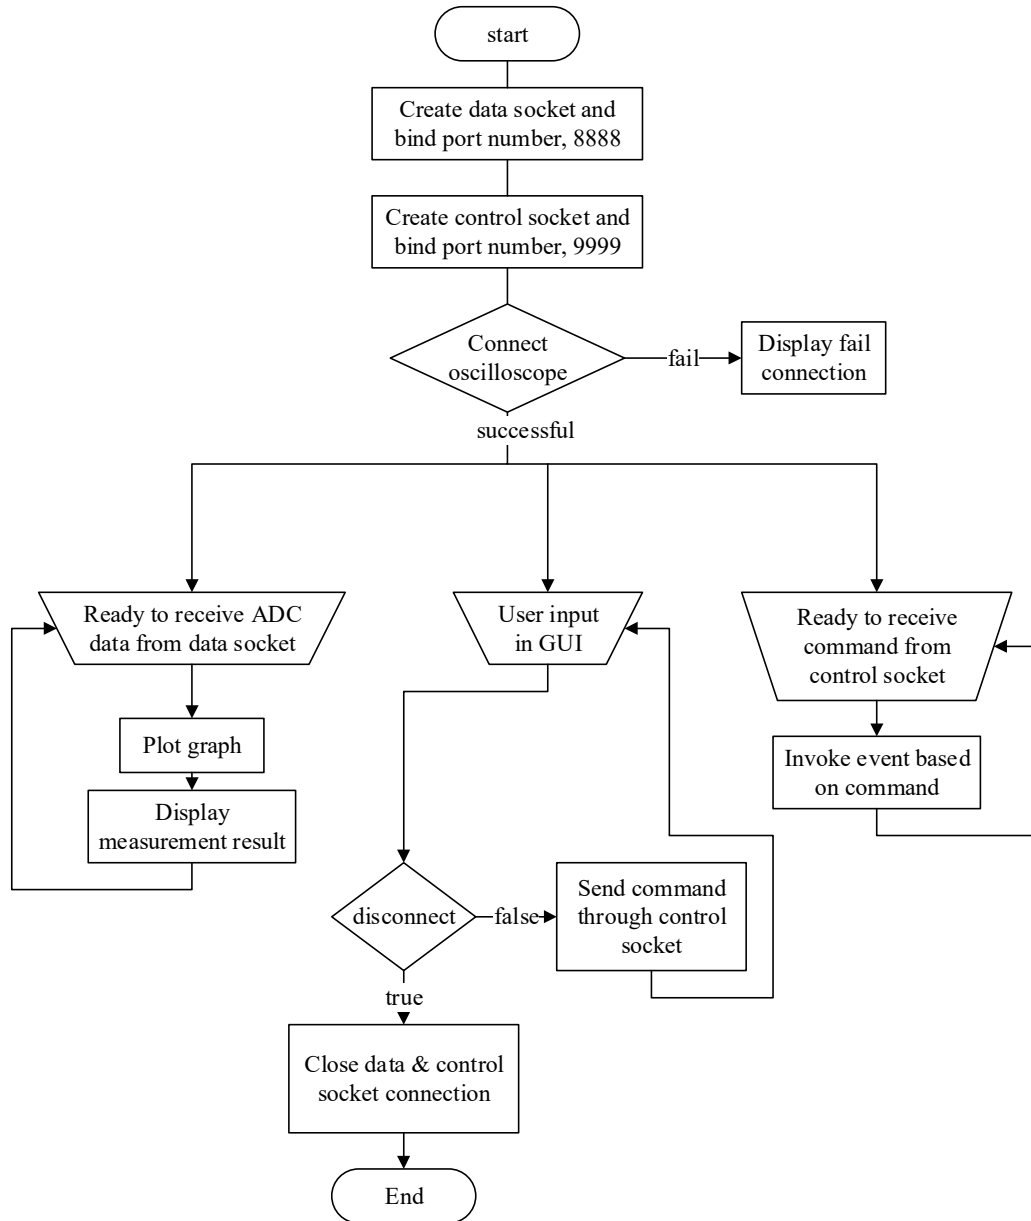 start
Create data socket and
bind port number, 8888
Create control socket and
bind port number, 9999
Connect
oscilloscope
fail
Display fail
connection
successful
Ready to receive ADC
data from data socket
User input
in GUI
Ready to receive
command from
control socket
Plot graph
Invoke event based
on command
Display
measurement result
disconnect
false
Send command
through control
socket
true
Close data & control
socket connection
End